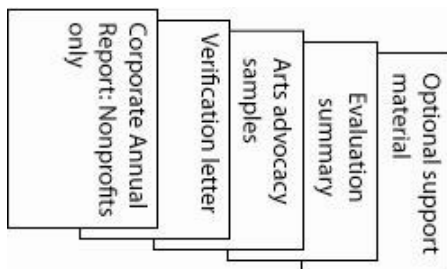 Optional support
material
Evaluation
summary
Arts advocacy
samples
Verification letter
Corporate Annual
Report: Nonprofits
only